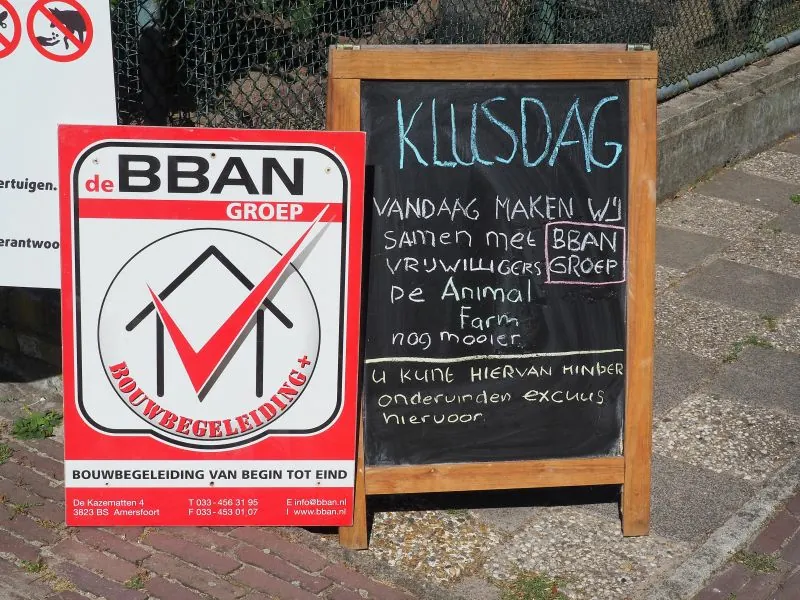 ertuigen.
erantwoo
de BBAN
GROEP
BOUWBEGELEIDING+
BOUWBEGELEIDING VAN BEGIN TOT EIND
De Kazematten 4 T 033-456 31 95 E info@bban.nl
3823 BS Amersfoort F 033-453 01 07 I www.bban.nl
KLUSDAG
VANDAAG MAKEN WIJ
SAMEN MET BBAN
VRIJWILLIGERS GROEP
De Animal
Farm
nog mooier
U KUNT HIERVAN HINDER
ondervinden excuus
hiervoor.